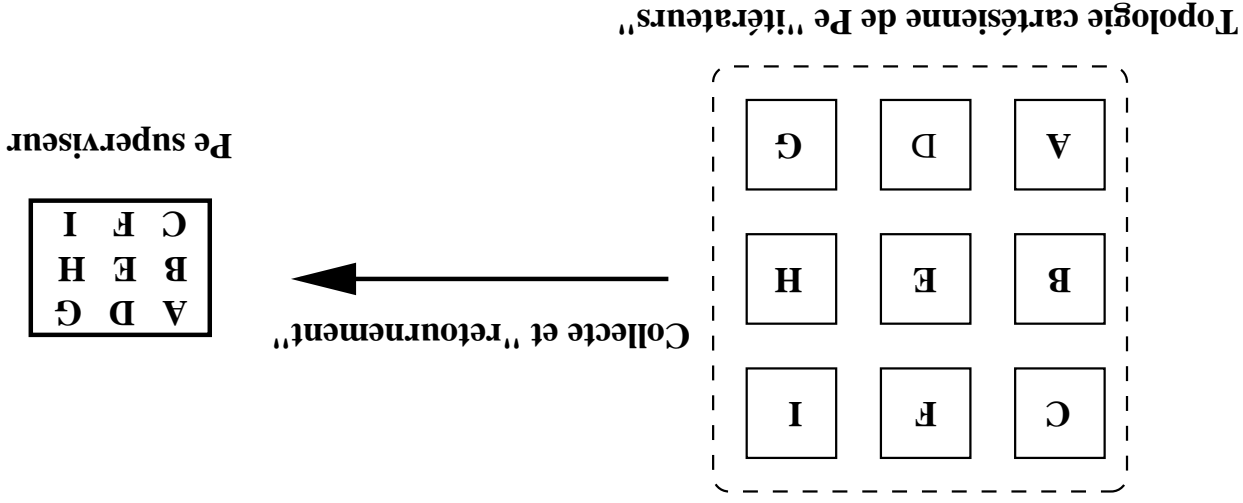 C F I
B E H
A D G
Topologie cartésienne de Pe "itérateurs"
Collecte et "retournement"
A D G
B E H
C F I
Pe superviseur